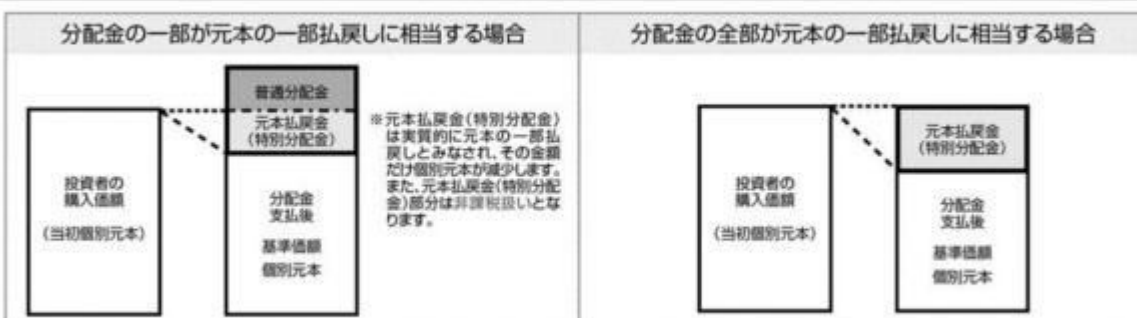 分配金の一部が元本の一部払戻しに相当する場合
普通分配金
元本払戻金
(特別分配金)
投資者の
購入価額
(当初個別元本)
分配金
支払後
基準価額
個別元本
※元本払戻金(特別分配金)
は実質的に元本の一部払
戻しとみなされ、その金額
だけ個別元本が減少します。
また、元本払戻金(特別分配
金)部分は非課税扱いとな
ります。
分配金の全部が元本の一部払戻しに相当する場合
元本払戻金
(特別分配金)
投資者の
購入価額
(当初個別元本)
分配金
支払後
基準価額
個別元本